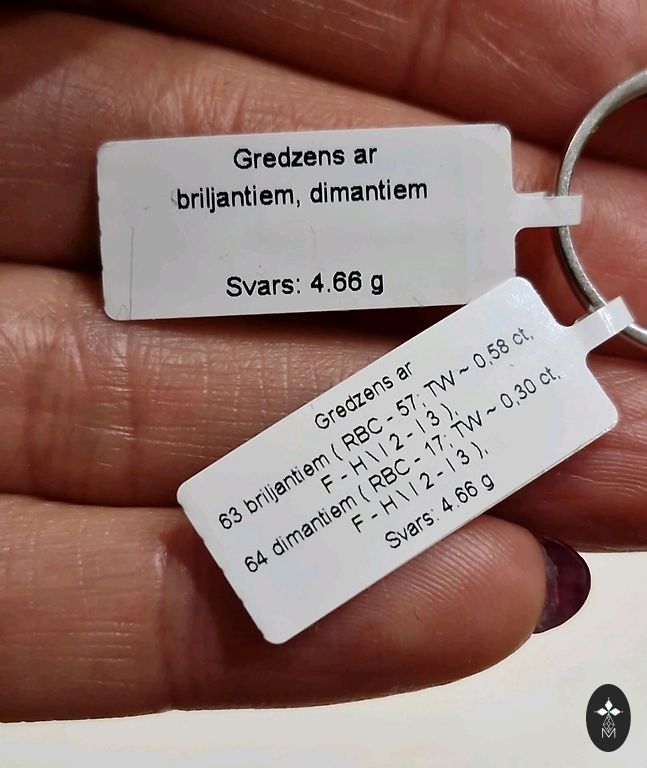 Gredzens ar
briljantiem, dimantiem
Svars: 4.66 g
Gredzens ar
63 briljantiem ( RBC - 57; TW ~ 0,58 ct,
F - H \ I 2 - I 3 ),
64 dimantiem ( RBC - 17; TW ~ 0,30 ct,
F - H \ I 2 - I 3 ),
Svars: 4.66 g
M